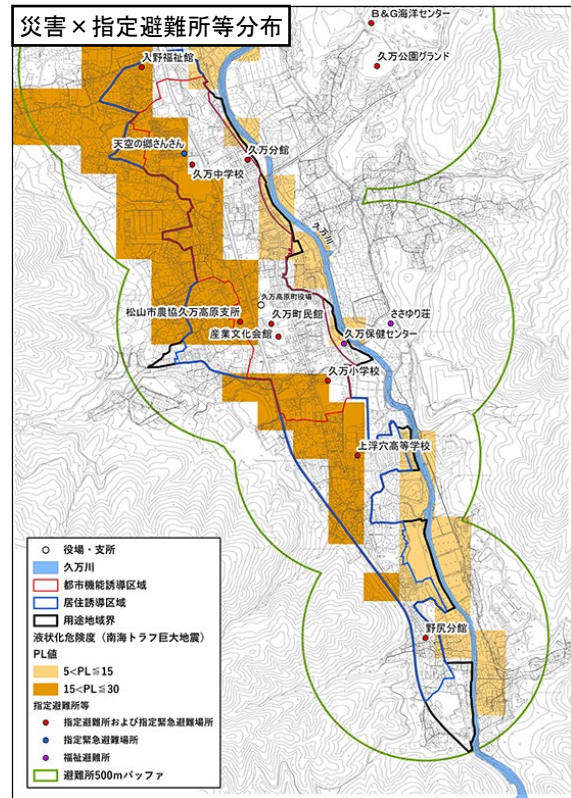 災害×指定避難所等分布
B&G海洋センター
久万公園グランド
入野福祉館
天空の郷さんさん
久万分館
久万中学校
久万川
久万高原町役場
松山市農協久万高原支所
久万町民館
ささゆり荘
産業文化会館
久万保健センター
久万小学校
上浮穴高等学校
野尻分館
役場・支所
久万川
都市機能誘導区域
居住誘導区域
用途地域界
液状化危険度（南海トラフ巨大地震）
PL値
5<PL≦15
15<PL≦30
指定避難所等
指定避難所および指定緊急避難場所
指定緊急避難場所
福祉避難所
避難所500mバッファ